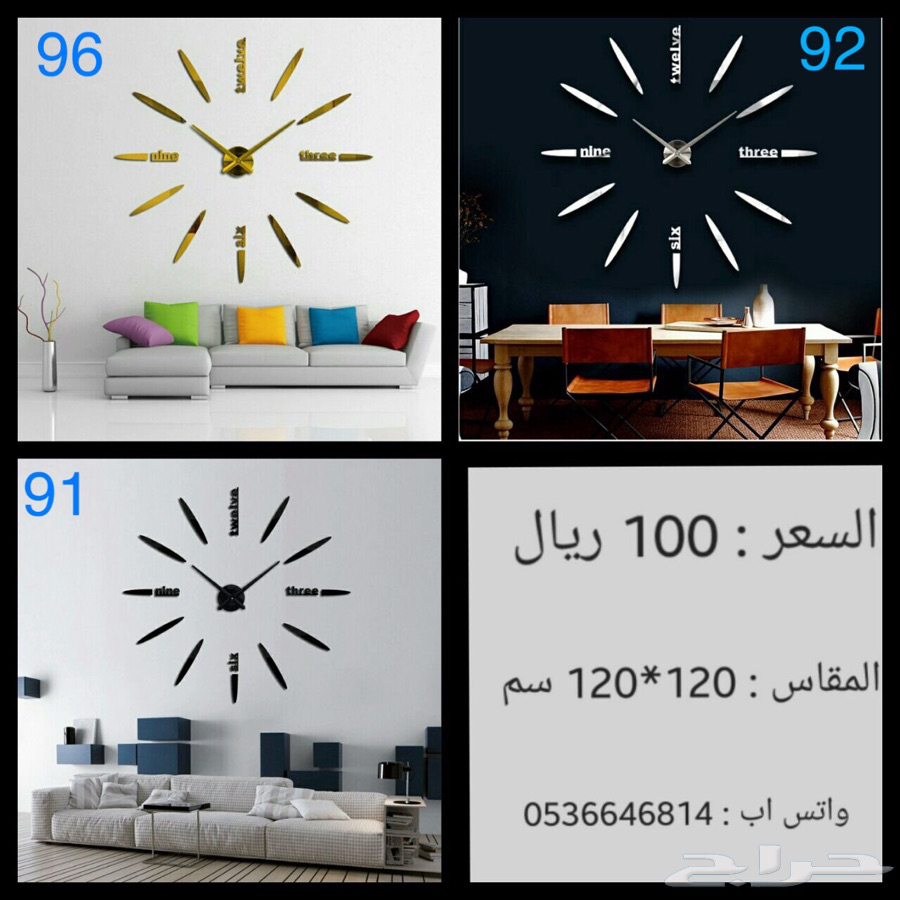 96
twelve
nine
three
six
92
twelve
nine
three
six
91
twelve
nine
three
six
السعر : 100 ريال
المقاس : 120*120 سم
واتس اب : 0536646814
حراج